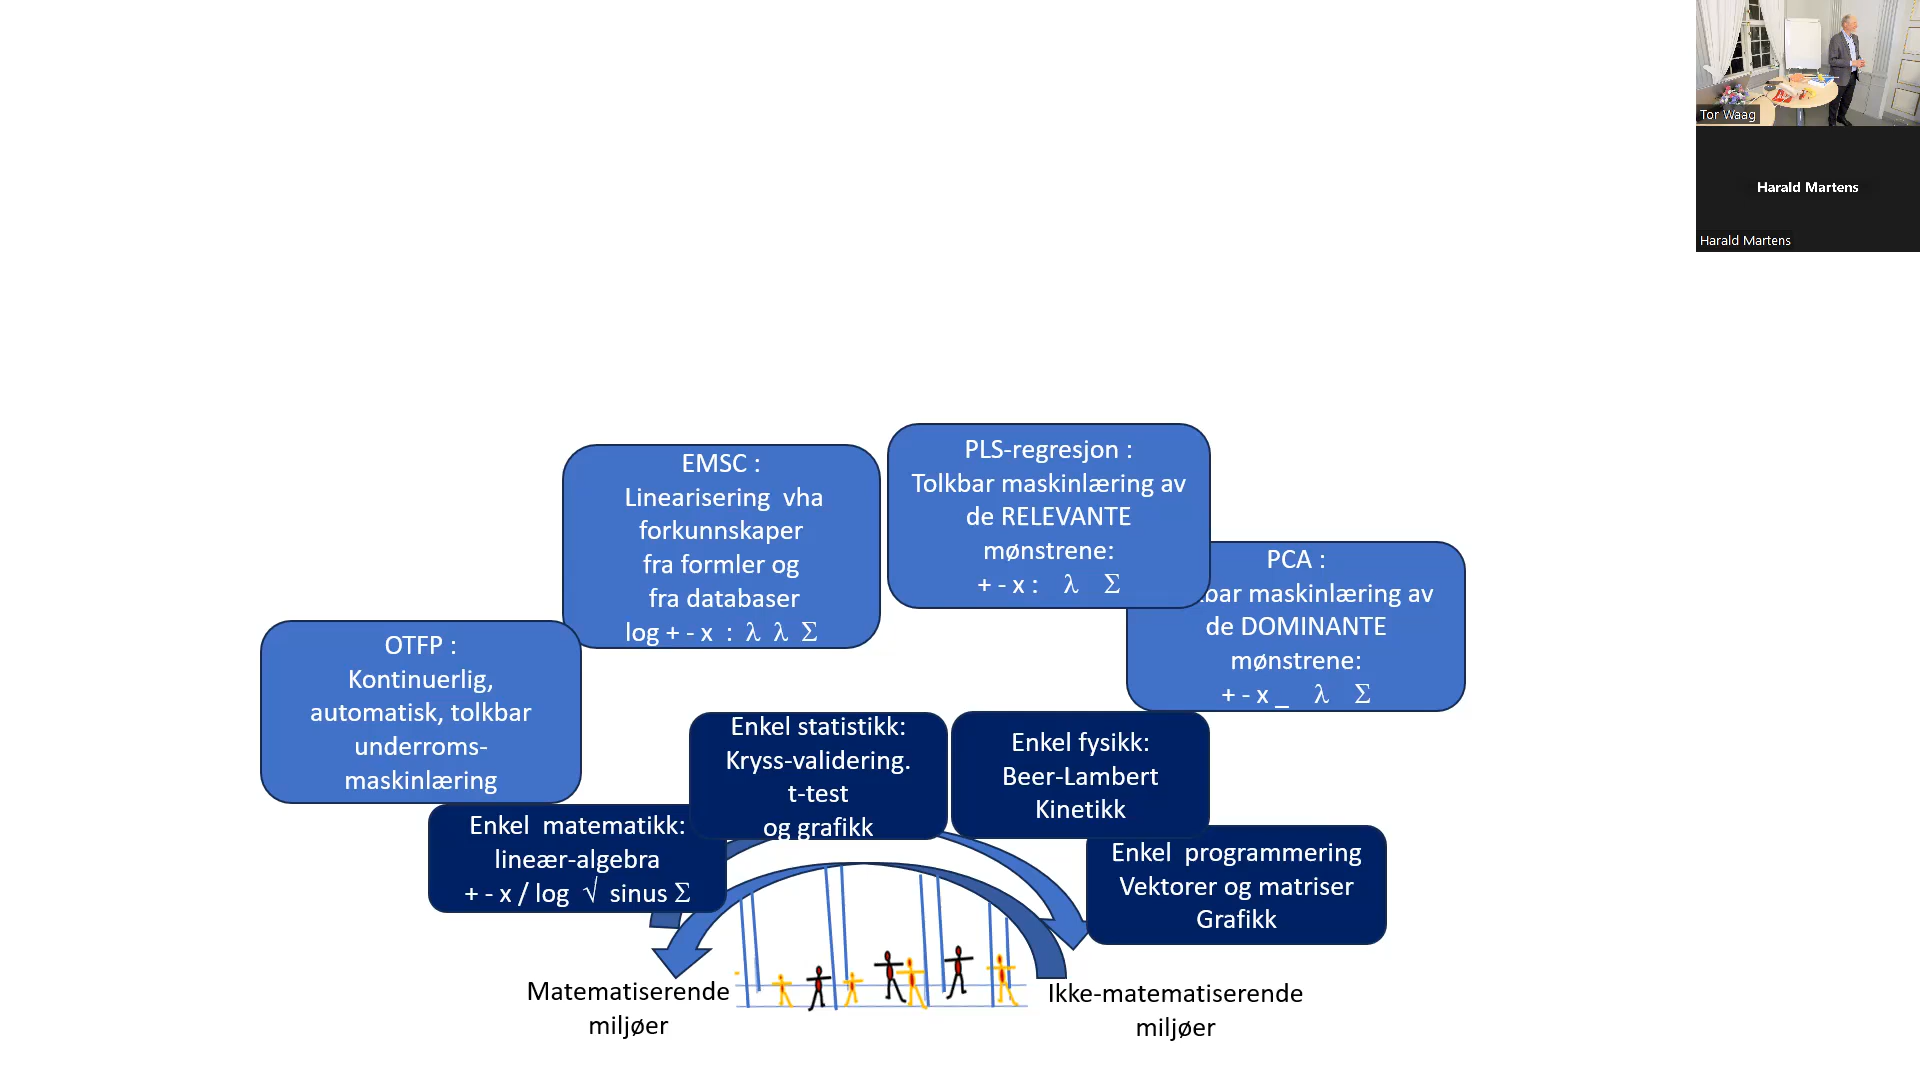 Tor Waag
Harald Martens
Harald Martens
EMSC :
Linearisering vha
forkunnskaper
fra formler og
fra databaser
log + - x : λ λ Σ
PLS-regresjon :
Tolkbar maskinlæring av
de RELEVANTE
mønstrene:
+ - x : λ Σ
PCA :
maskinlæring av
de DOMINANTE
mønstrene:
+ - x _ λ Σ
OTFP :
Kontinuerlig,
automatisk, tolkbar
underroms-
maskinlæring
Enkel statistikk:
Kryss-validering.
t-test
og grafikk
Enkel fysikk:
Beer-Lambert
Kinetikk
Enkel matematikk:
lineær-algebra
+ - x / log √ sinus Σ
Enkel programmering
Vektorer og matriser
Grafikk
Matematiserende
miljøer
Ikke-matematiserende
miljøer